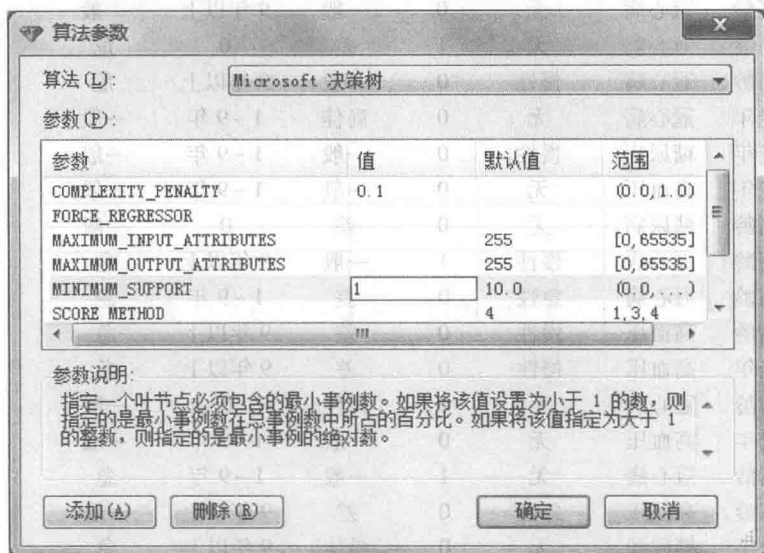 算法参数
算法(L): Microsoft 决策树
参数(P):
参数 值 默认值 范围
COMPLEXITY_PENALTY 0.1 (0.0,1.0)
FORCE_REGRESSOR
MAXIMUM_INPUT_ATTRIBUTES 255 [0,65535]
MAXIMUM_OUTPUT_ATTRIBUTES 255 [0,65535]
MINIMUM_SUPPORT 1 10.0 (0.0,...)
SCORE METHOD 4 1,3,4
参数说明:
指定一个叶节点必须包含的最小事例数。如果将该值设置为小于 1 的数，则
指定的是最小事例数在总事例数中所占的百分比。如果将该值指定为大于 1
的整数，则指定的是最小事例的绝对数。
添加(A) 删除(R) 确定 取消